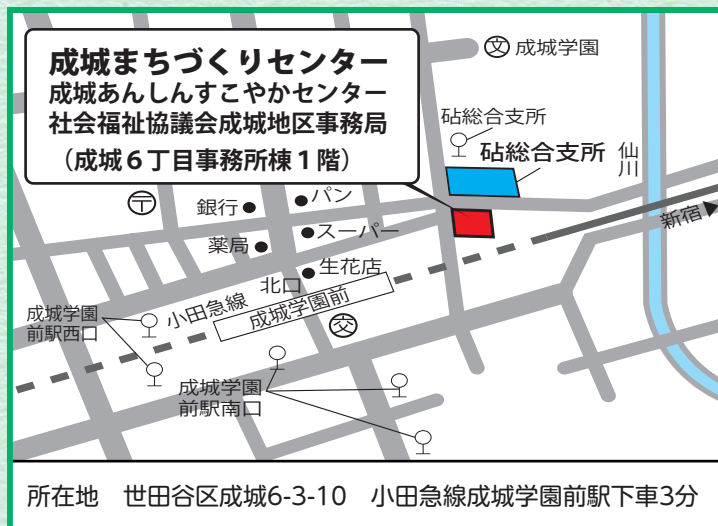 成城まちづくりセンター
成城あんしんすこやかセンター
社会福祉協議会成城地区事務局
（成城６丁目事務所棟１階）
文 成城学園
砧総合支所
砧総合支所
仙川
新宿
〒
銀行
パン
薬局
スーパー
生花店
北口
小田急線
成城学園前
交
成城学園
前駅西口
成城学園
前駅南口
所在地　世田谷区成城6-3-10　小田急線成城学園前駅下車3分